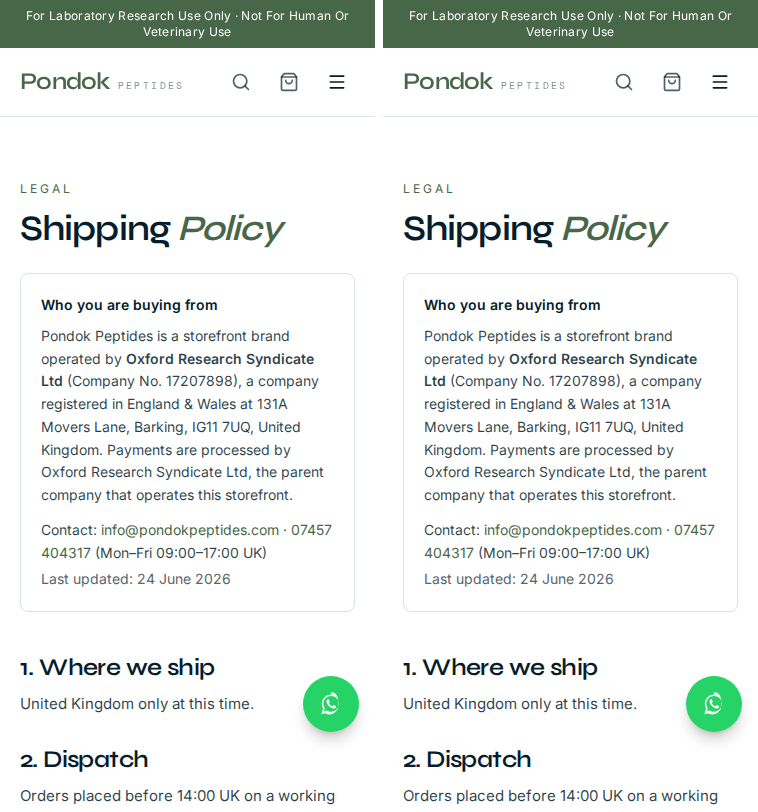 For Laboratory Research Use Only · Not For Human Or
Veterinary Use
Pondok PEPTIDES
LEGAL
Shipping Policy
Who you are buying from
Pondok Peptides is a storefront brand
operated by Oxford Research Syndicate
Ltd (Company No. 17207898), a company
registered in England & Wales at 131A
Movers Lane, Barking, IG11 7UQ, United
Kingdom. Payments are processed by
Oxford Research Syndicate Ltd, the parent
company that operates this storefront.
Contact: info@pondokpeptides.com · 07457
404317 (Mon–Fri 09:00–17:00 UK)
Last updated: 24 June 2026
1. Where we ship
United Kingdom only at this time.
2. Dispatch
Orders placed before 14:00 UK on a working
For Laboratory Research Use Only · Not For Human Or
Veterinary Use
Pondok PEPTIDES
LEGAL
Shipping Policy
Who you are buying from
Pondok Peptides is a storefront brand
operated by Oxford Research Syndicate
Ltd (Company No. 17207898), a company
registered in England & Wales at 131A
Movers Lane, Barking, IG11 7UQ, United
Kingdom. Payments are processed by
Oxford Research Syndicate Ltd, the parent
company that operates this storefront.
Contact: info@pondokpeptides.com · 07457
404317 (Mon–Fri 09:00–17:00 UK)
Last updated: 24 June 2026
1. Where we ship
United Kingdom only at this time.
2. Dispatch
Orders placed before 14:00 UK on a working